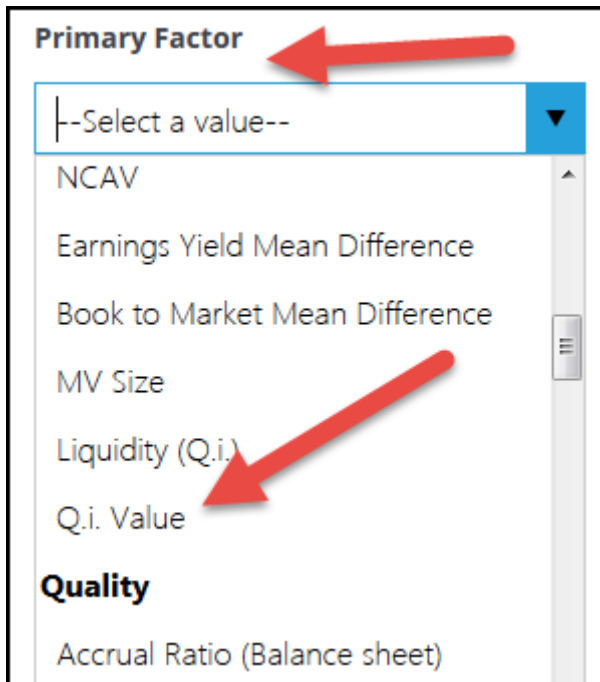 Primary Factor
--Select a value--
NCAV
Earnings Yield Mean Difference
Book to Market Mean Difference
MV Size
Liquidity (Q.i.)
Q.i. Value
Quality
Accrual Ratio (Balance sheet)